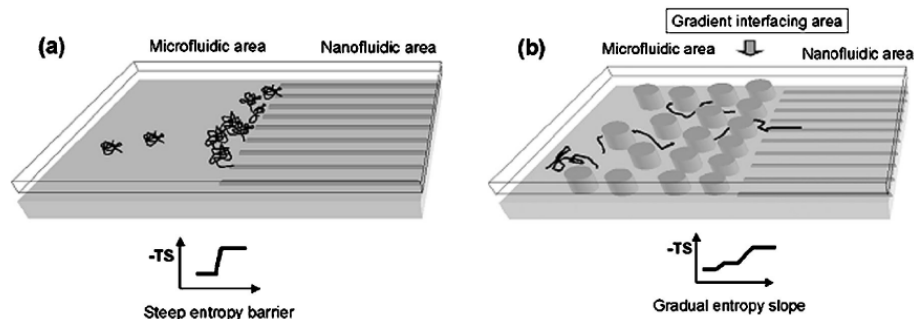 Gradient interfacing area
(a)
Microfluidic area
Nanofluidic area
(b)
Microfluidic area
Nanofluidic area
-TS
Steep entropy barrier
-TS
Gradual entropy slope